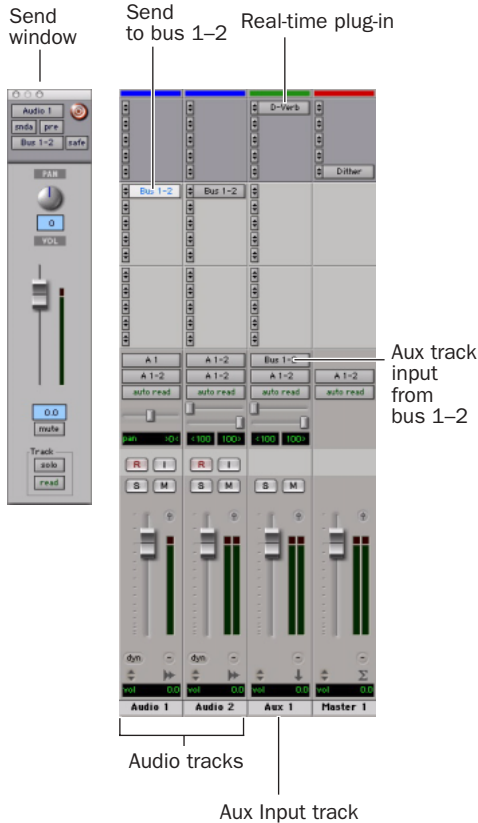 Send
window
Send
to bus 1–2
Real-time plug-in
Audio 1
snda pre
Bus 1-2 safe
PAN
0
VOL
0.0
mute
Track
solo
read
D-Verb
Dither
Bus 1-2 Bus 1-2
A 1 A 1-2 Bus 1-
A 1-2 A 1-2 A 1-2 A 1-2
auto read auto read auto read auto read
pan >0< <100 100> <100 100>
R I R I
S M S M S M
dyn dyn
vol 0.0 vol 0.0 vol 0.0 vol 0.0
Audio 1 Audio 2 Aux 1 Master 1
Aux track
input
from
bus 1–2
Audio tracks
Aux Input track